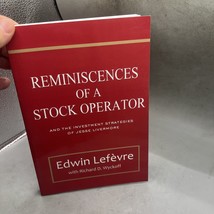 REMINISCENCES
OF A
STOCK OPERATOR
AND THE INVESTMENT STRATEGIES
OF JESSE LIVERMORE
Edwin Lefèvre
with Richard D. Wyckoff